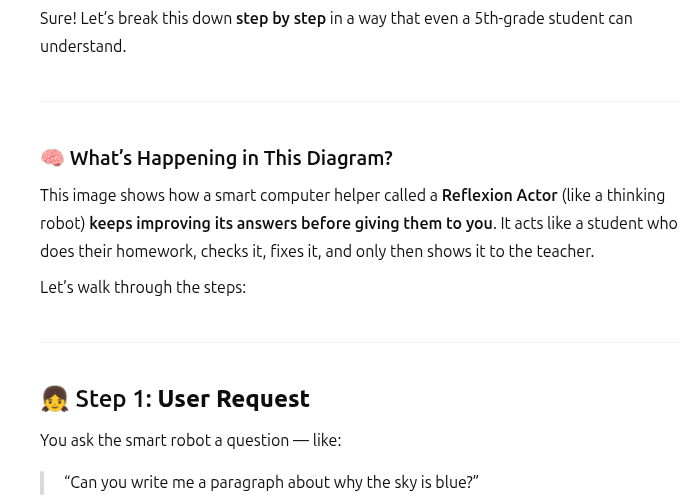 Sure! Let’s break this down step by step in a way that even a 5th-grade student can
understand.
🧠 What’s Happening in This Diagram?
This image shows how a smart computer helper called a Reflexion Actor (like a thinking
robot) keeps improving its answers before giving them to you. It acts like a student who
does their homework, checks it, fixes it, and only then shows it to the teacher.
Let’s walk through the steps:
👧 Step 1: User Request
You ask the smart robot a question — like:
“Can you write me a paragraph about why the sky is blue?”